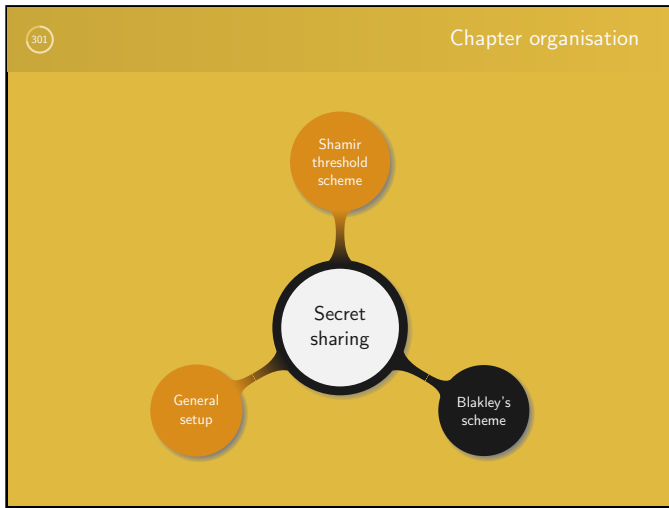 301
Chapter organisation
Shamir
threshold
scheme
Secret
sharing
General
setup
Blakley's
scheme